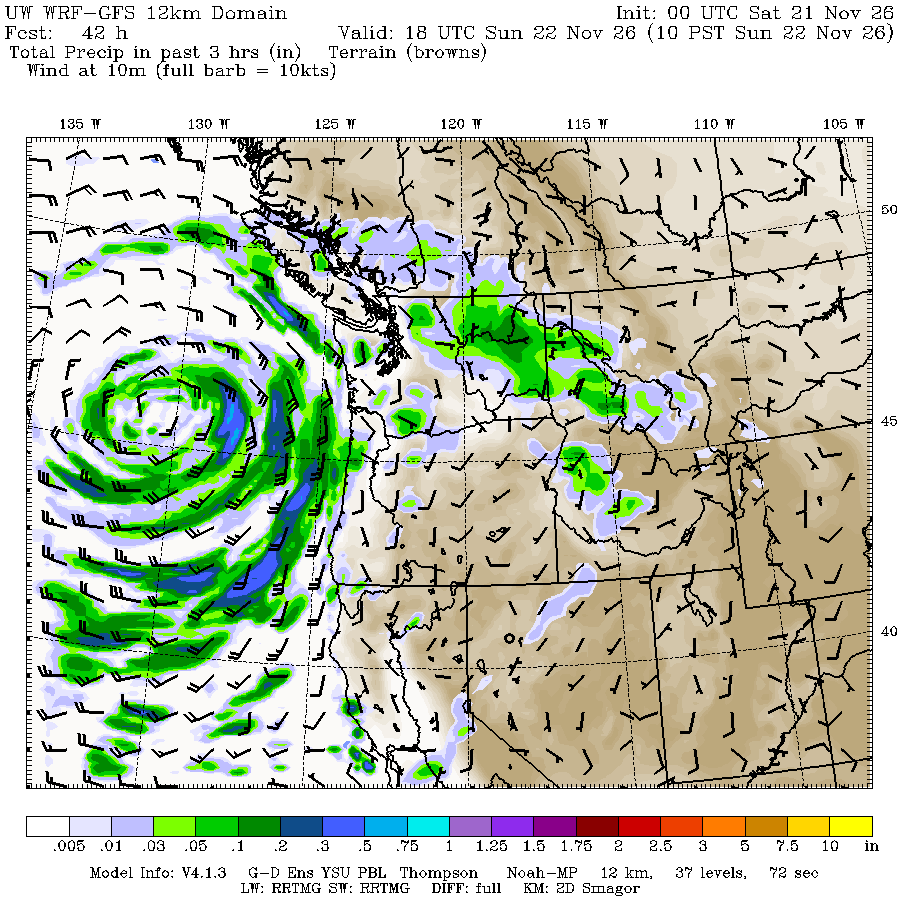 UW WRF-GFS 12km Domain Init: 00 UTC Sat 21 Nov 26
Fcst: 42 h Valid: 18 UTC Sun 22 Nov 26 (10 PST Sun 22 Nov 26)
Total Precip in past 3 hrs (in) Terrain (browns)
Wind at 10m (full barb = 10kts)
135 W 130 W 125 W 120 W 115 W 110 W 105 W
50
45
40
.005 .01 .03 .05 .1 .2 .3 .5 .75 1 1.25 1.5 1.75 2 2.5 3 5 7.5 10 in
Model Info: V4.1.3 G-D Ens YSU PBL Thompson Noah-MP 12 km, 37 levels, 72 sec
LW: RRTMG SW: RRTMG DIFF: full KM: 2D Smagor